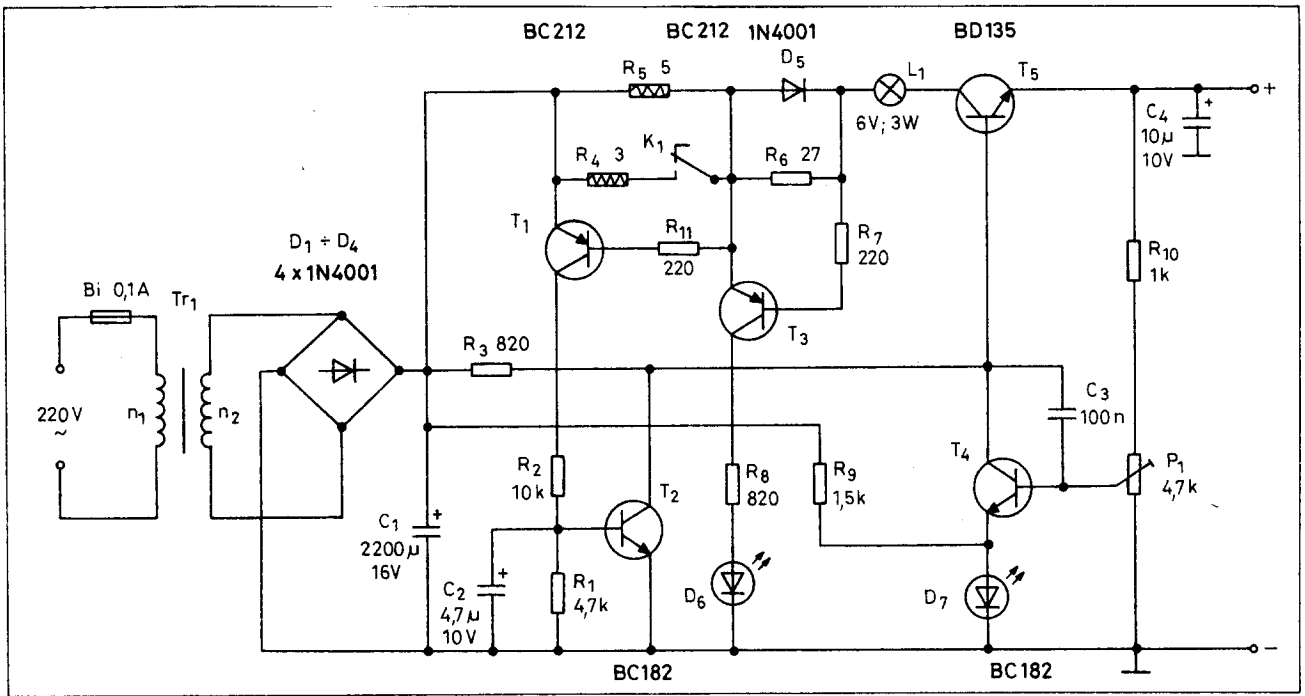 BC212
BC212
1N4001
BD135
R5 5
D5
L1
T5
+
6V; 3W
C4
+
10µ
10V
R4 3
K1
R6 27
T1
R11
220
R7
220
R10
1k
D1 ÷ D4
4 x 1N4001
Bi 0,1A
Tr1
T3
R3 820
C3
100n
220V
~
n1
n2
R2
10k
T2
R8
820
R9
1,5k
T4
P1
4,7k
C1
+
2200µ
16V
C2
+
4,7µ
10V
R1
4,7k
D6
D7
−
BC182
BC182